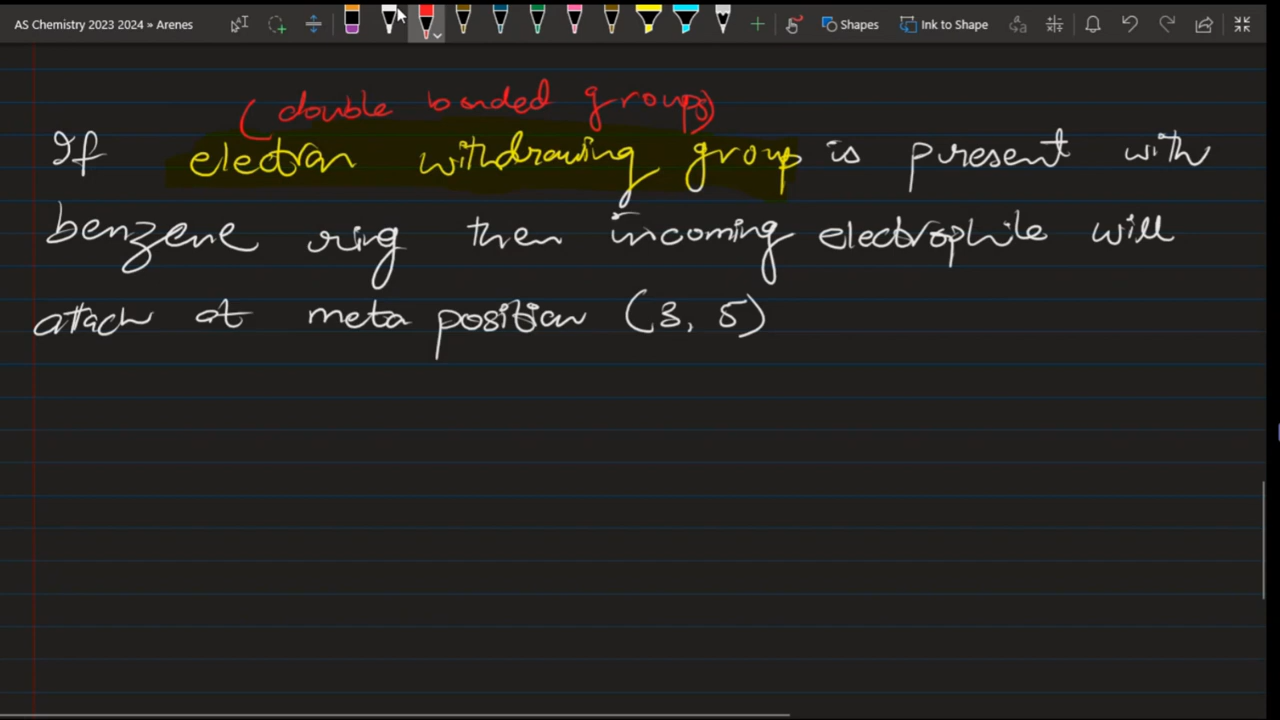 AS Chemistry 2023 2024 » Arenes
Shapes
Ink to Shape
(double bonded groups)
If electron withdrawing group is present with
benzene ring then incoming electrophile will
attach at meta position (3, 5)